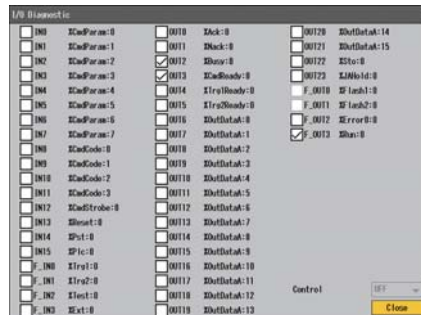 I/O Diagnostic
IN0 %CmdParam:0
IN1 %CmdParam:1
IN2 %CmdParam:2
IN3 %CmdParam:3
IN4 %CmdParam:4
IN5 %CmdParam:5
IN6 %CmdParam:6
IN7 %CmdParam:7
IN8 %CmdCode:0
IN9 %CmdCode:1
IN10 %CmdCode:2
IN11 %CmdCode:3
IN12 %CmdStrobe:0
IN13 %Reset:0
IN14 %Pst:0
IN15 %Plc:0
F_IN0 %Trg1:0
F_IN1 %Trg2:0
F_IN2 %Test:0
F_IN3 %Ext:0
OUT0 %Ack:0
OUT1 %Nack:0
OUT2 %Busy:0
OUT3 %CmdReady:0
OUT4 %Trg1Ready:0
OUT5 %Trg2Ready:0
OUT6 %OutDataA:0
OUT7 %OutDataA:1
OUT8 %OutDataA:2
OUT9 %OutDataA:3
OUT10 %OutDataA:4
OUT11 %OutDataA:5
OUT12 %OutDataA:6
OUT13 %OutDataA:7
OUT14 %OutDataA:8
OUT15 %OutDataA:9
OUT16 %OutDataA:10
OUT17 %OutDataA:11
OUT18 %OutDataA:12
OUT19 %OutDataA:13
OUT20 %OutDataA:14
OUT21 %OutDataA:15
OUT22 %Sto:0
OUT23 %JANold:0
F_OUT0 %Flash1:0
F_OUT1 %Flash2:0
F_OUT2 %Error0:0
F_OUT3 %Run:0
Control OFF
Close